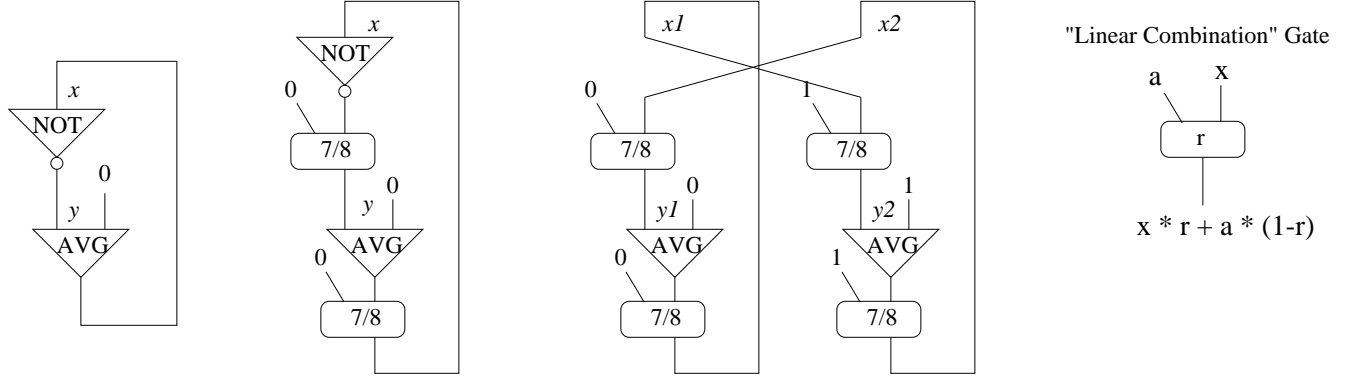 x
NOT
0
y
AVG
x
NOT
0
7/8
0
y
AVG
0
7/8
x1
x2
0
7/8
1
7/8
0
y1
AVG
1
y2
AVG
0
7/8
1
7/8
"Linear Combination" Gate
a
x
r
x * r + a * (1-r)